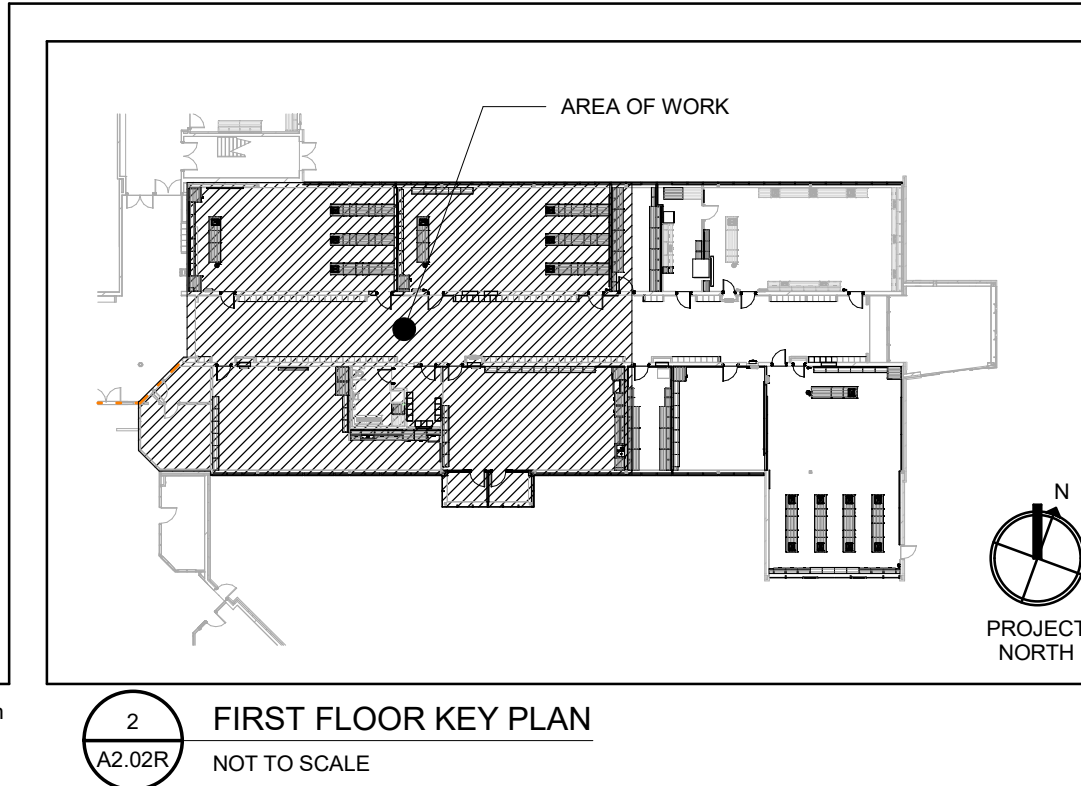 AREA OF WORK
N
PROJECT
NORTH
2
A2.02R
FIRST FLOOR KEY PLAN
NOT TO SCALE